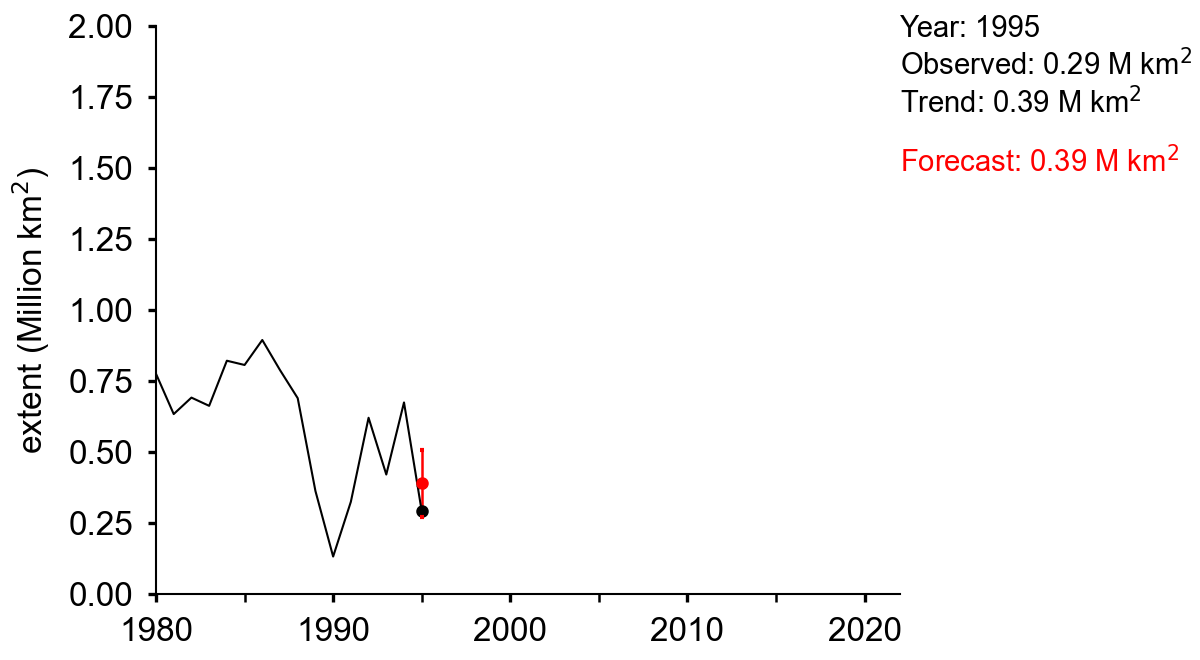 2.00
1.75
1.50
1.25
1.00
0.75
0.50
0.25
0.00
extent (Million km²)
1980 1990 2000 2010 2020
Year: 1995
Observed: 0.29 M km²
Trend: 0.39 M km²
Forecast: 0.39 M km²